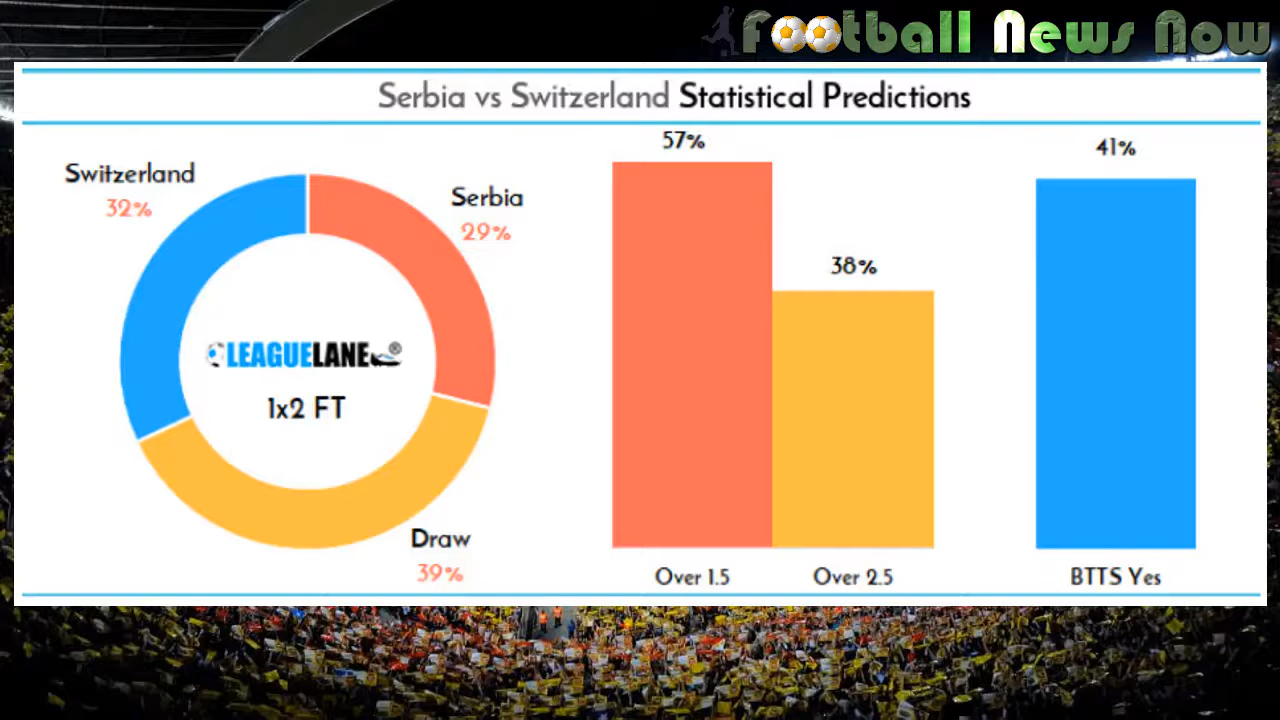 Football News Now
Serbia vs Switzerland Statistical Predictions
Switzerland
32%
Serbia
29%
LEAGUELANE®
1x2 FT
Draw
39%
57%
38%
Over 1.5
Over 2.5
41%
BTTS Yes